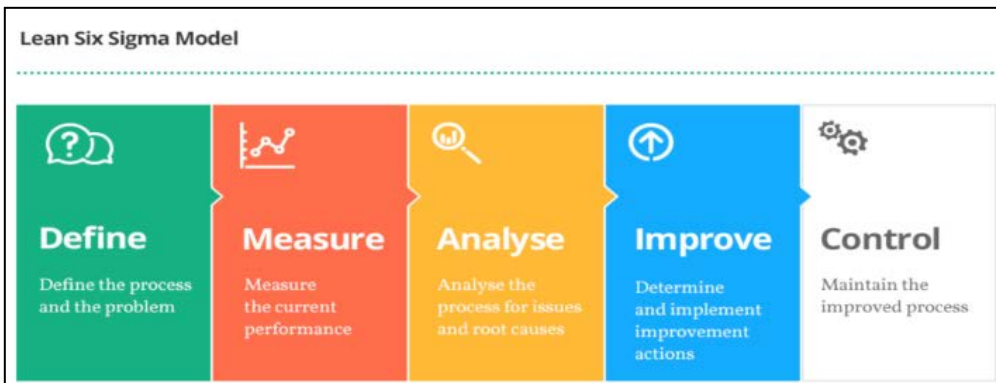 Lean Six Sigma Model
Define
Define the process
and the problem
Measure
Measure
the current
performance
Analyse
Analyse the
process for issues
and root causes
Improve
Determine
and implement
improvement
actions
Control
Maintain the
improved process